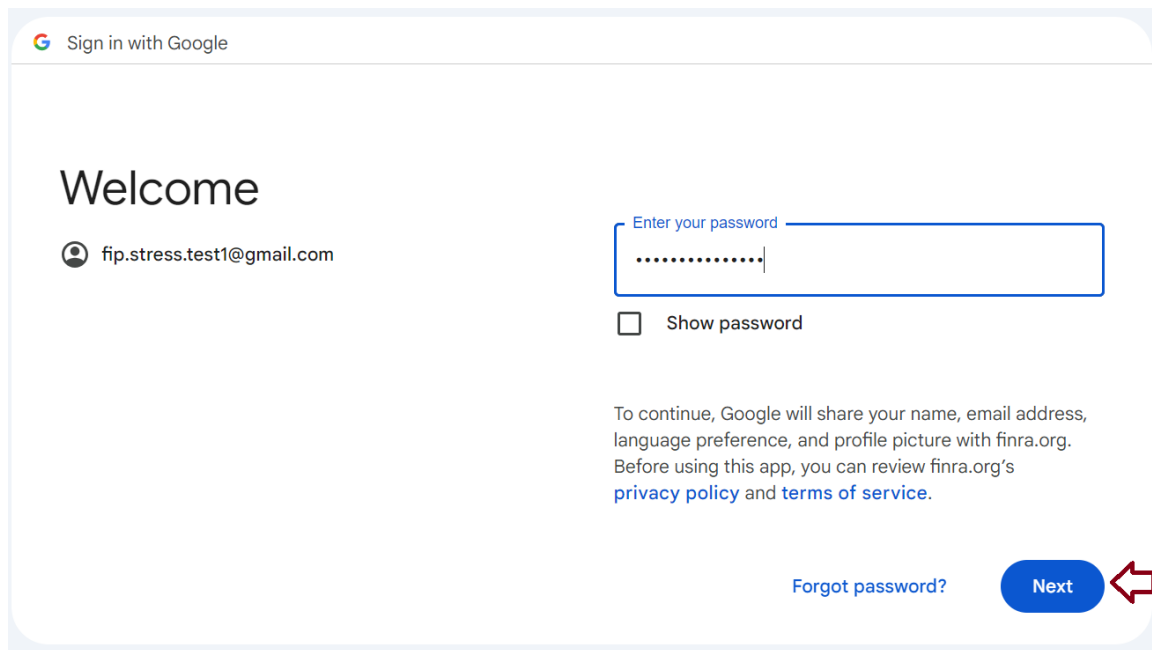 Sign in with Google
Welcome
fip.stress.test1@gmail.com
Enter your password
•••••••••••••••
Show password
To continue, Google will share your name, email address,
language preference, and profile picture with finra.org.
Before using this app, you can review finra.org’s
privacy policy and terms of service.
Forgot password?
Next